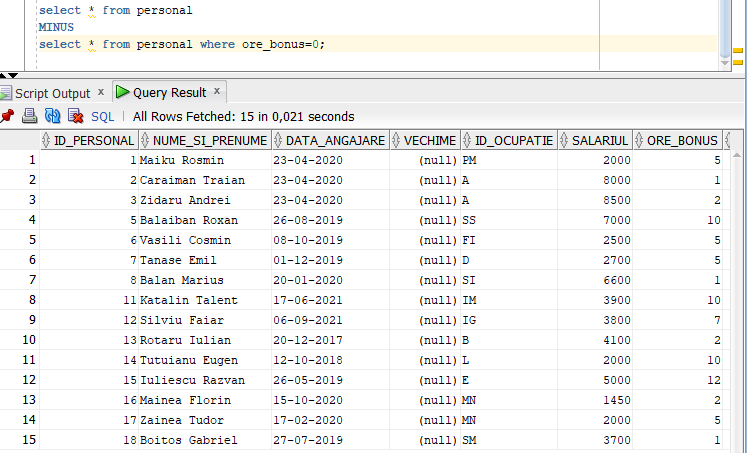 select * from personal
MINUS
select * from personal where ore_bonus=0;
Script Output x Query Result x
SQL | All Rows Fetched: 15 in 0,021 seconds
ID_PERSONAL NUME_SI_PRENUME DATA_ANGAJARE VECHIME ID_OCUPATIE SALARIUL ORE_BONUS
1 1 Maiku Rosmin 23-04-2020 (null) PM 2000 5
2 2 Caraiman Traian 23-04-2020 (null) A 8000 1
3 3 Zidaru Andrei 23-04-2020 (null) A 8500 2
4 5 Balaiban Roxan 26-08-2019 (null) SS 7000 10
5 6 Vasili Cosmin 08-10-2019 (null) FI 2500 5
6 7 Tanase Emil 01-12-2019 (null) D 2700 5
7 8 Balan Marius 20-01-2020 (null) SI 6600 1
8 11 Katalin Talent 17-06-2021 (null) IM 3900 10
9 12 Silviu Faiar 06-09-2021 (null) IG 3800 7
10 13 Rotaru Iulian 20-12-2017 (null) B 4100 2
11 14 Tutuianu Eugen 12-10-2018 (null) L 2000 10
12 15 Iuliescu Razvan 26-05-2019 (null) E 5000 12
13 16 Mainea Florin 15-10-2020 (null) MN 1450 2
14 17 Zainea Tudor 17-02-2020 (null) MN 2000 5
15 18 Boitos Gabriel 27-07-2019 (null) SM 3700 1